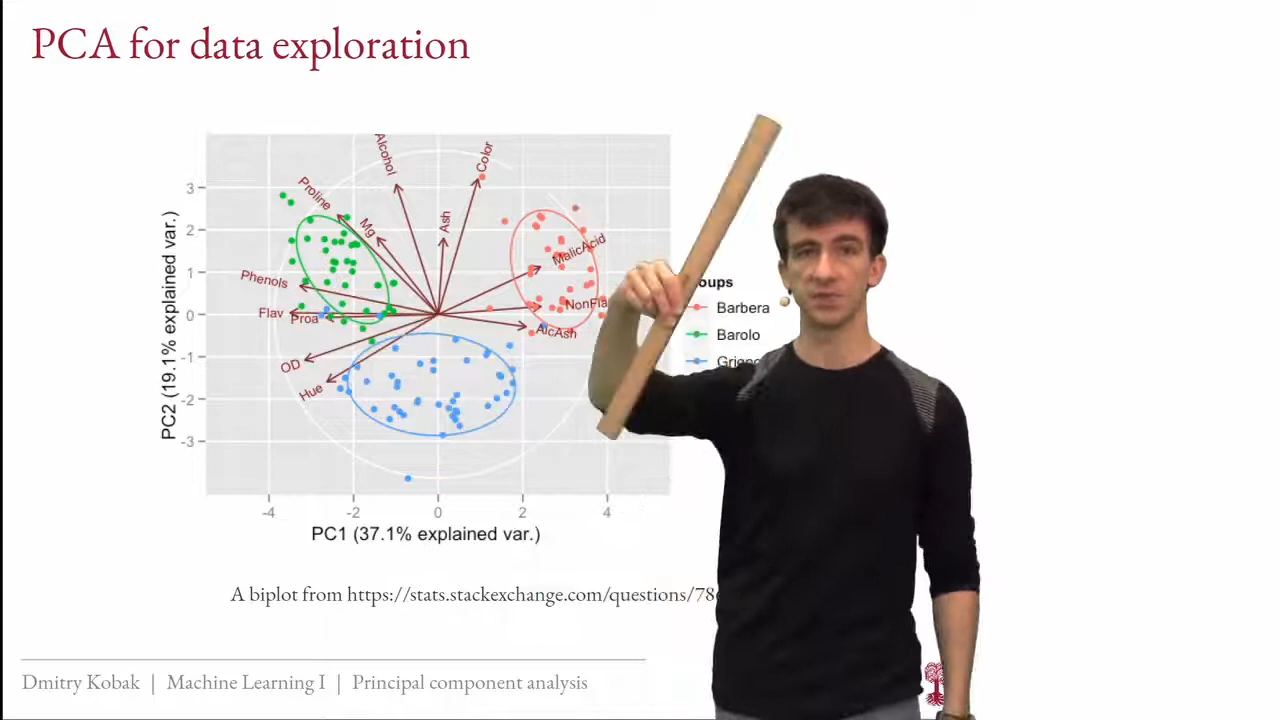 PCA for data exploration
Alcohol
Color
Proline
Mg
Ash
MalicAcid
Phenols
Flav
Proa
NonFla
AlcAsh
OD
Hue
3
2
1
0
-1
-2
-3
PC2 (19.1% explained var.)
-4
-2
0
2
4
PC1 (37.1% explained var.)
oups
Barbera
Barolo
A biplot from https://stats.stackexchange.com/questions/78
Dmitry Kobak | Machine Learning I | Principal component analysis